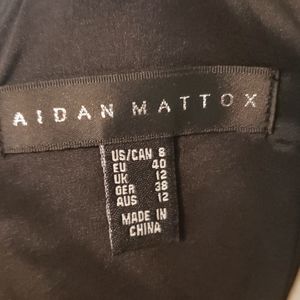 AIDAN MATTOX
US/CAN 8
EU 40
UK 12
GER 38
AUS 12
MADE IN
CHINA